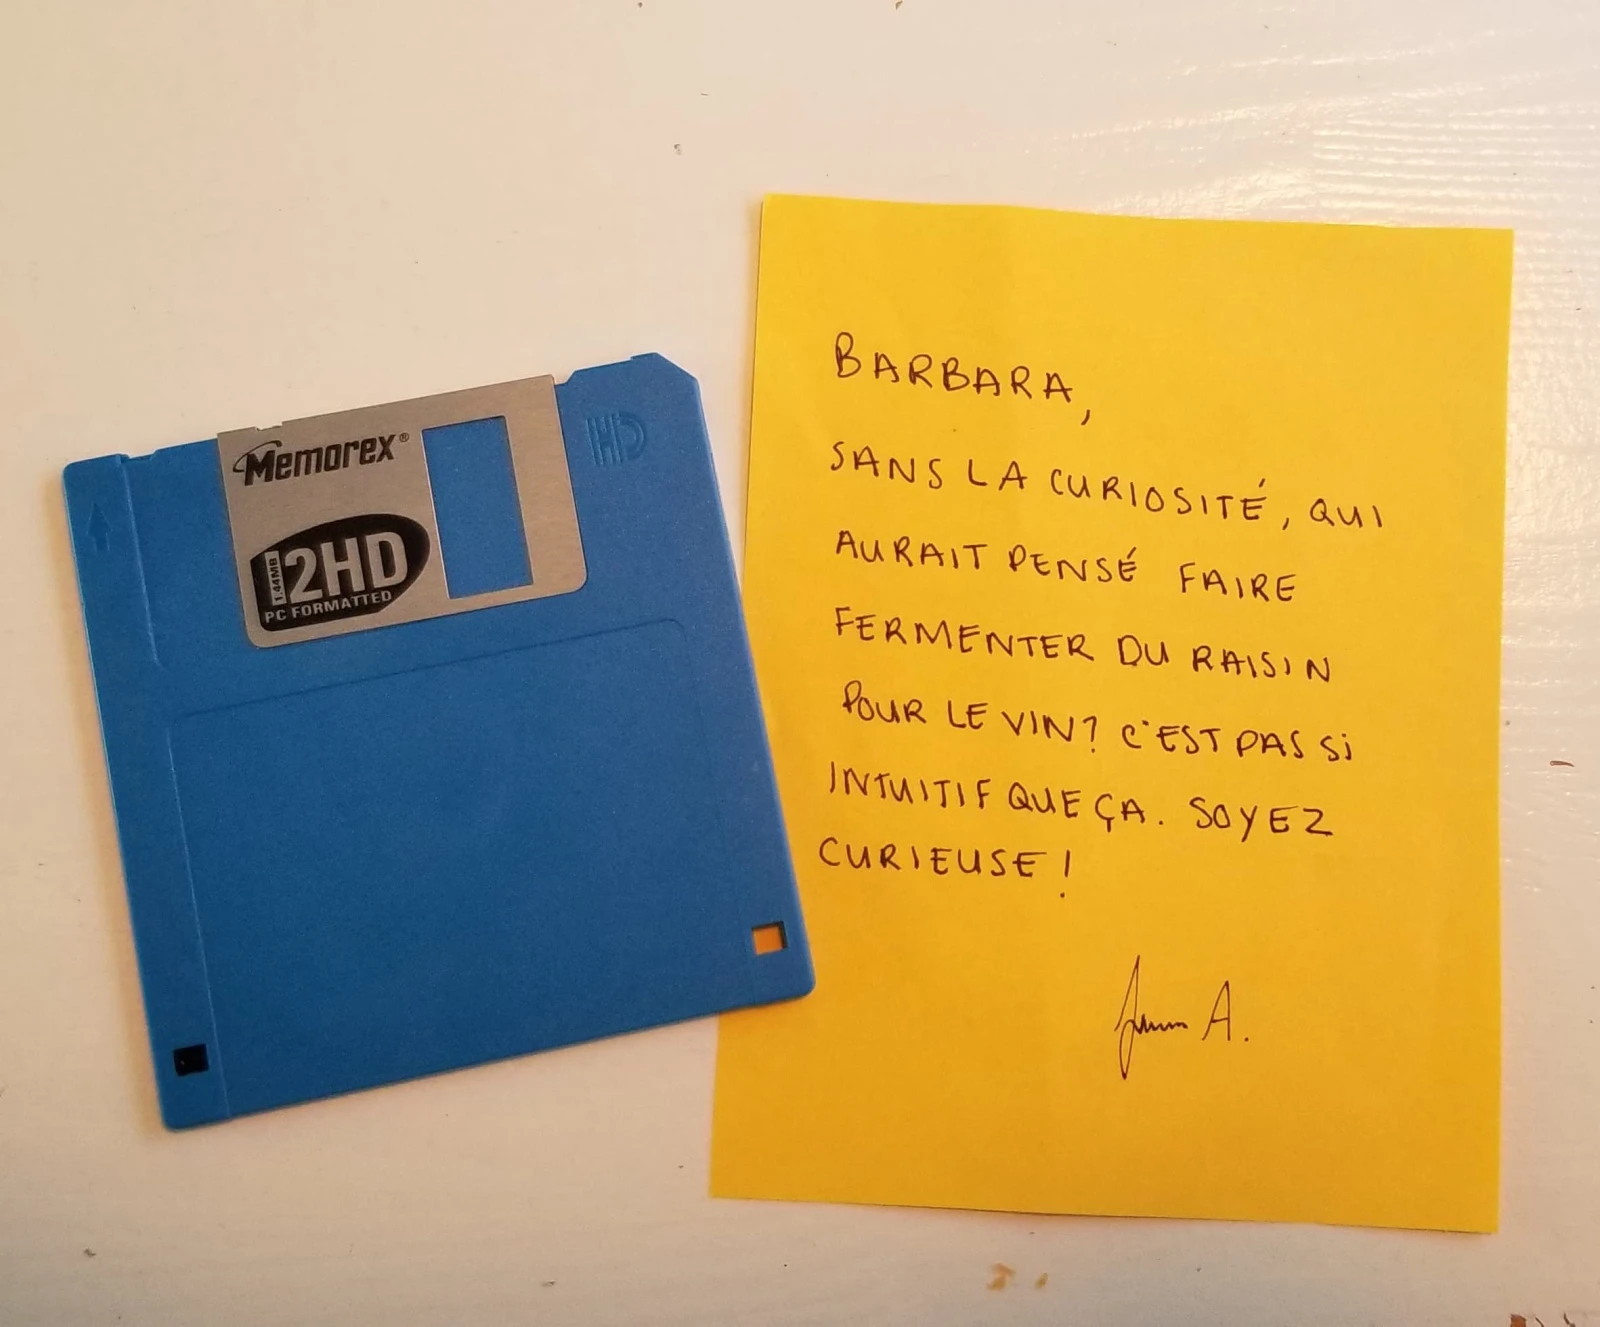 Memorex®
1.44MB
2HD
PC FORMATTED
HD
BARBARA,
SANS LA CURIOSITÉ, QUI
AURAIT PENSÉ FAIRE
FERMENTER DU RAISIN
POUR LE VIN? C'EST PAS Si
INTUITIF QUE ÇA. SOYEZ
CURIEUSE!
A.